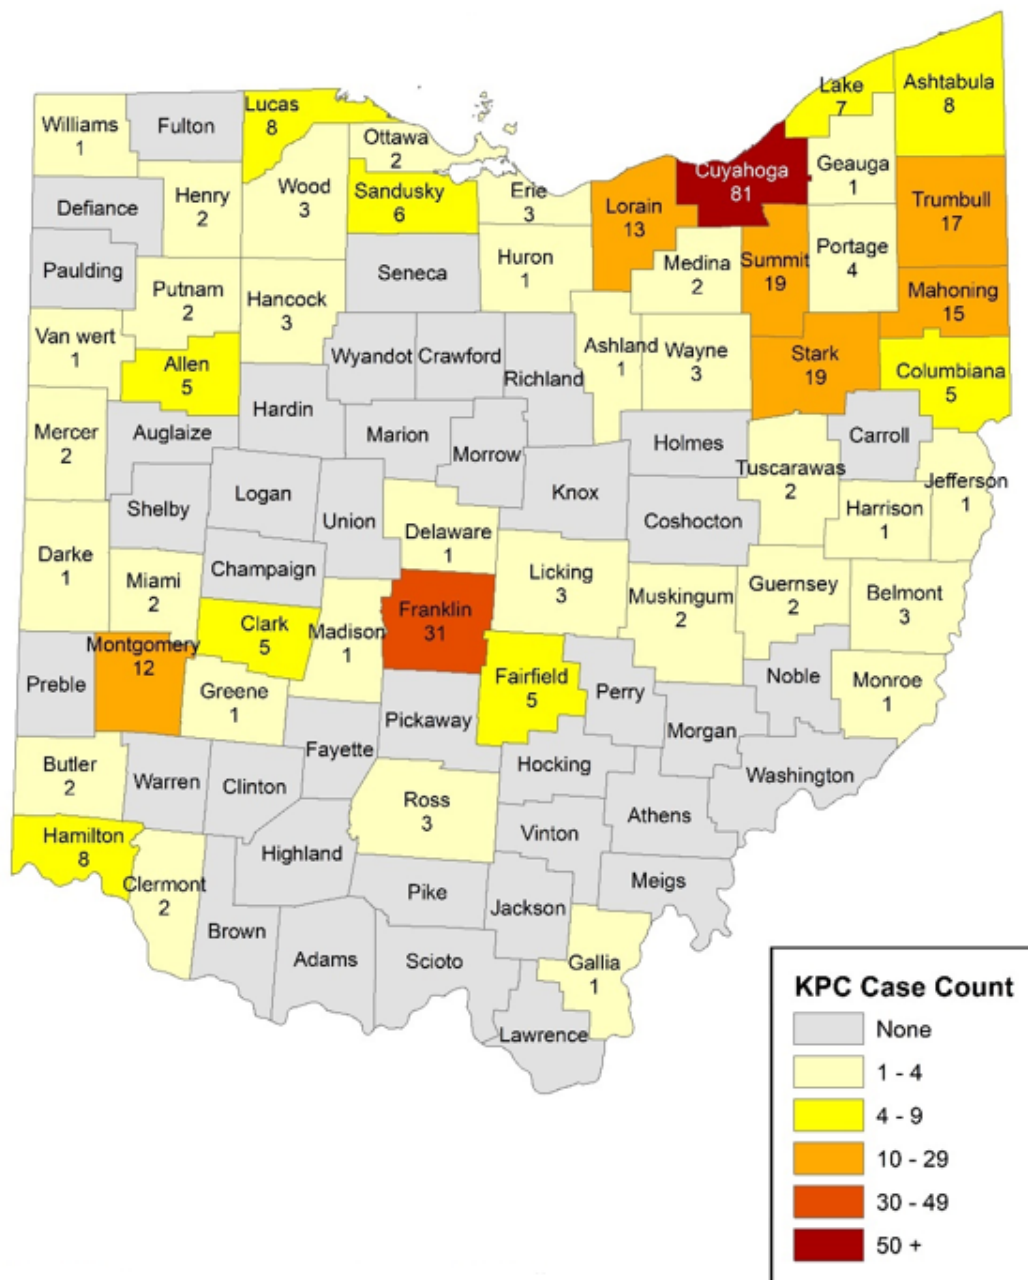 Williams
1
Fulton
Lucas
8
Ottawa
2
Lake
7
Ashtabula
8
Defiance
Henry
2
Wood
3
Sandusky
6
Erie
3
Lorain
13
Cuyahoga
81
Geauga
1
Trumbull
17
Paulding
Putnam
2
Hancock
3
Seneca
Huron
1
Medina
2
Summit
19
Portage
4
Mahoning
15
Van wert
1
Allen
5
Wyandot
Crawford
Richland
Ashland
1
Wayne
3
Stark
19
Columbiana
5
Mercer
2
Auglaize
Hardin
Marion
Morrow
Holmes
Carroll
Shelby
Logan
Union
Knox
Coshocton
Tuscarawas
2
Harrison
1
Jefferson
1
Darke
1
Miami
2
Champaign
Delaware
1
Licking
3
Muskingum
2
Guernsey
2
Belmont
3
Preble
Montgomery
12
Clark
5
Madison
1
Franklin
31
Fairfield
5
Perry
Noble
Monroe
1
Greene
1
Fayette
Pickaway
Hocking
Morgan
Washington
Butler
2
Warren
Clinton
Ross
3
Vinton
Athens
Hamilton
8
Clermont
2
Highland
Pike
Jackson
Meigs
Brown
Adams
Scioto
Gallia
1
Lawrence
KPC Case Count
None
1 - 4
4 - 9
10 - 29
30 - 49
50 +